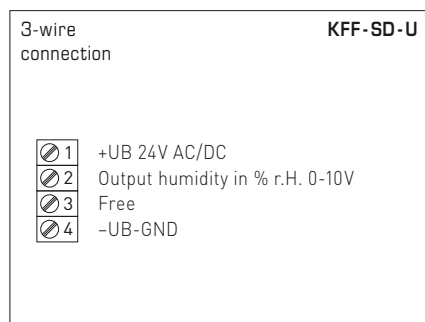 3-wire KFF-SD-U
connection
1 +UB 24V AC/DC
2 Output humidity in % r.H. 0-10V
3 Free
4 –UB-GND